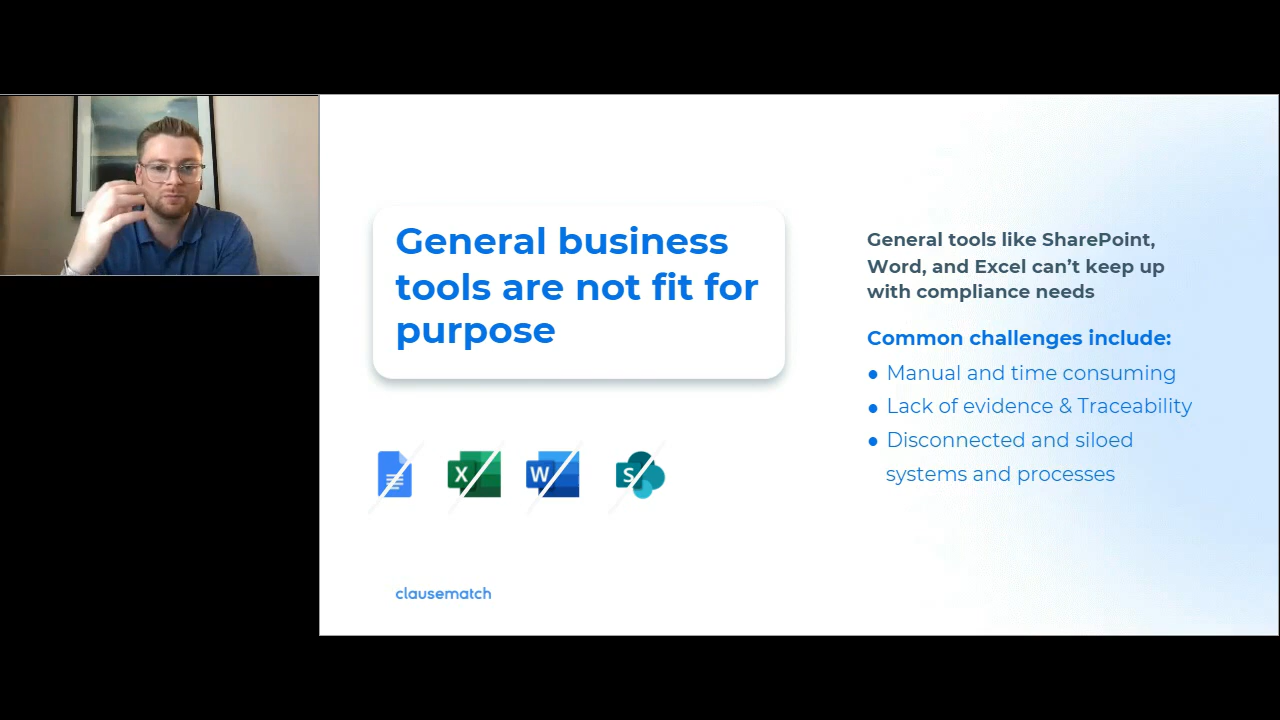 General business
tools are not fit for
purpose
X
W
S
clausematch
General tools like SharePoint,
Word, and Excel can’t keep up
with compliance needs
Common challenges include:
● Manual and time consuming
● Lack of evidence & Traceability
● Disconnected and siloed
systems and processes